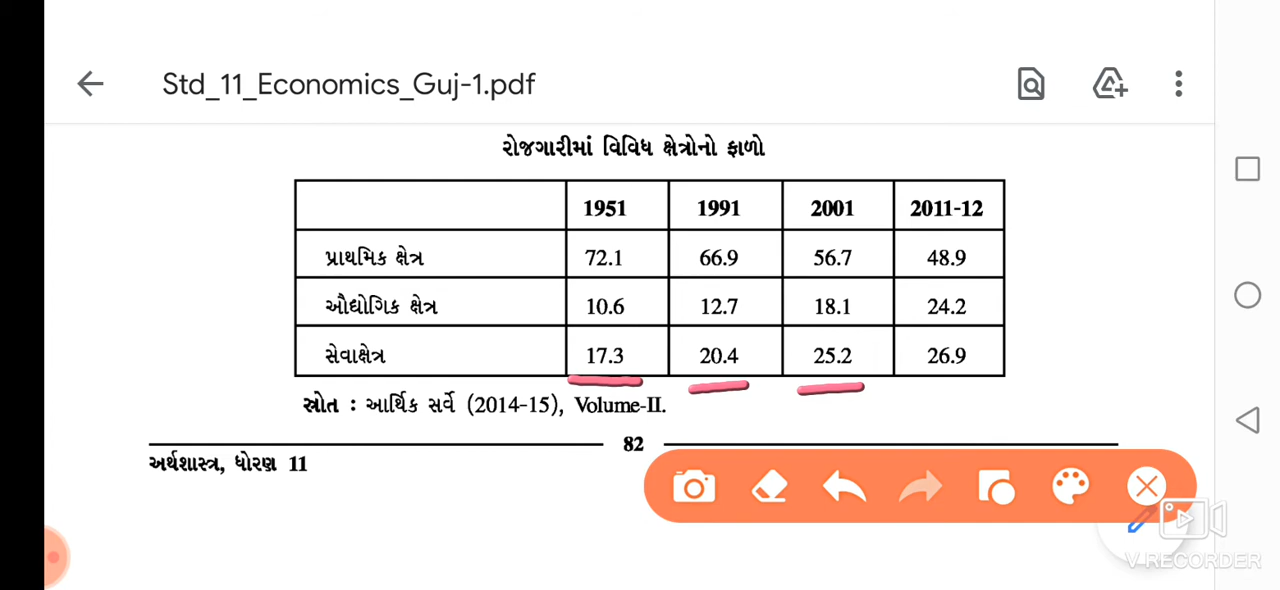 Std_11_Economics_Guj-1.pdf
રોજગારીમાં વિવિધ ક્ષેત્રોનો ફાળો
1951 1991 2001 2011-12
પ્રાથમિક ક્ષેત્ર 72.1 66.9 56.7 48.9
ઔદ્યોગિક ક્ષેત્ર 10.6 12.7 18.1 24.2
સેવાક્ષેત્ર 17.3 20.4 25.2 26.9
સ્રોત : આર્થિક સર્વે (2014-15), Volume-II.
82
અર્થશાસ્ત્ર, ધોરણ 11
V RECORDER